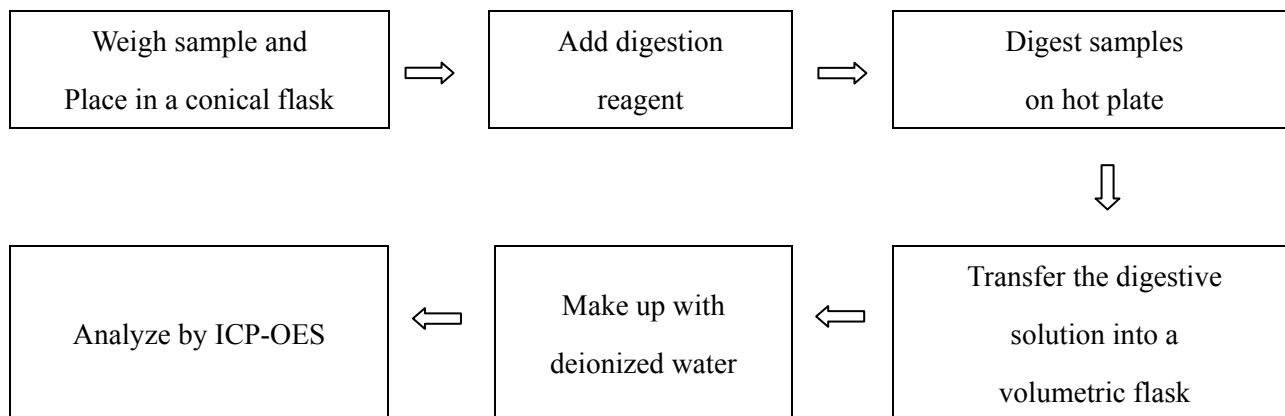 Weigh sample and
Place in a conical flask
Add digestion
reagent
Digest samples
on hot plate
Transfer the digestive
solution into a
volumetric flask
Make up with
deionized water
Analyze by ICP-OES